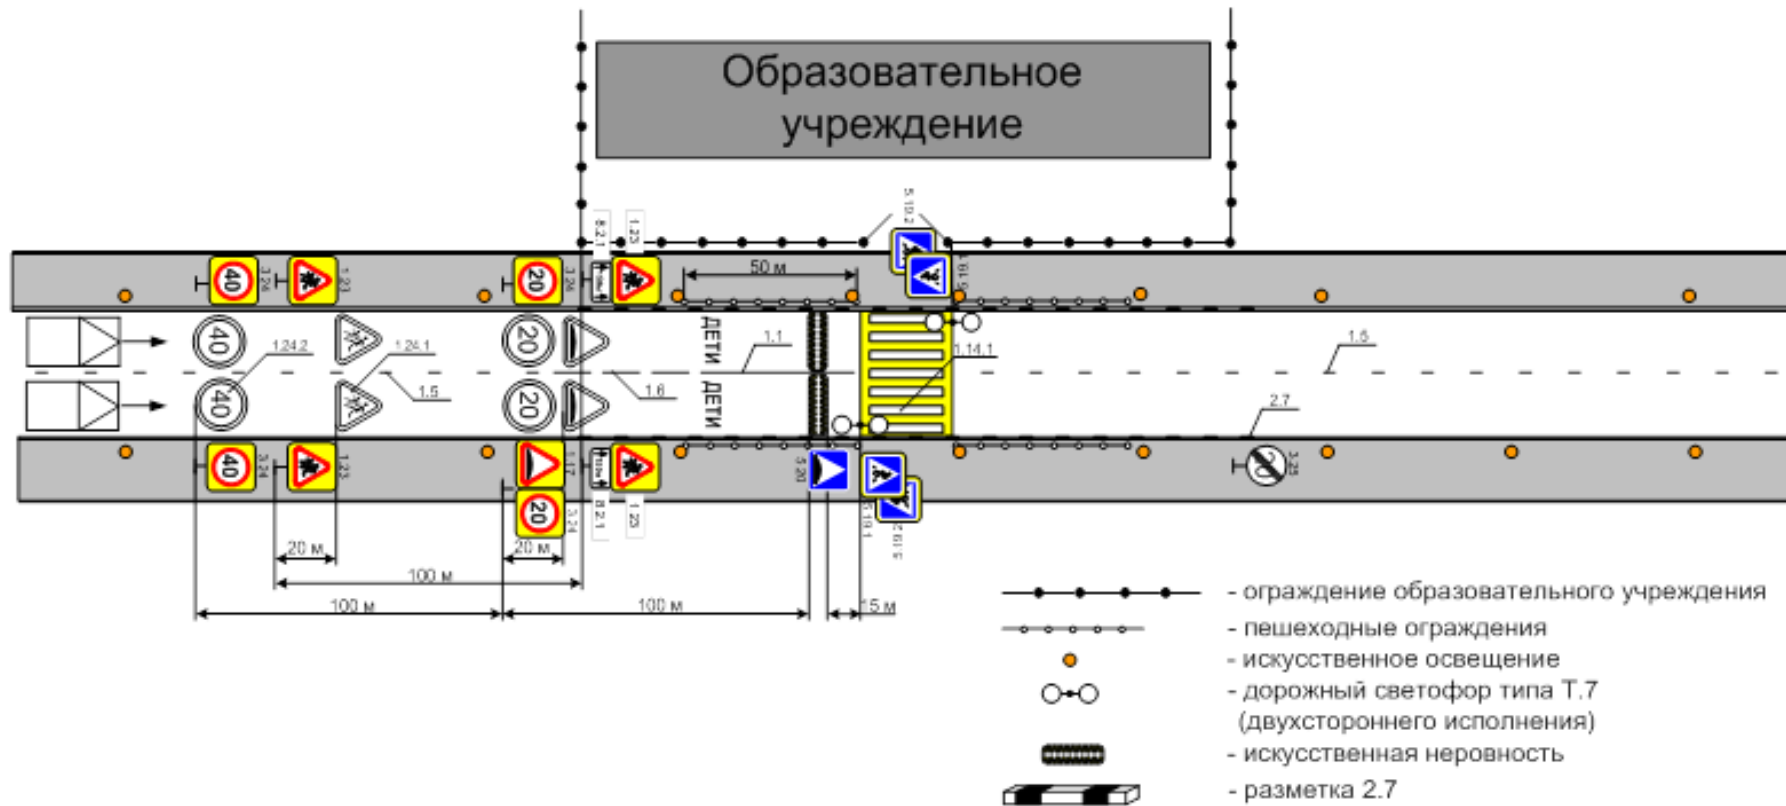 Образовательное
учреждение
5.19.2
8.2.1
1.23
40
3.24
1.23
20
3.24
50 м
40
1.24.2
1.24.1
20
ДЕТИ
1.1
1.14.1
1.5
40
1.5
20
1.6
ДЕТИ
2.7
40
3.24
1.23
1.17
20
3.24
8.2.1
1.23
5.20
5.19.1
5.19.2
20
3.25
20 м
20 м
100 м
100 м
100 м
15 м
- ограждение образовательного учреждения
- пешеходные ограждения
- искусственное освещение
- дорожный светофор типа Т.7
(двухстороннего исполнения)
- искусственная неровность
- разметка 2.7